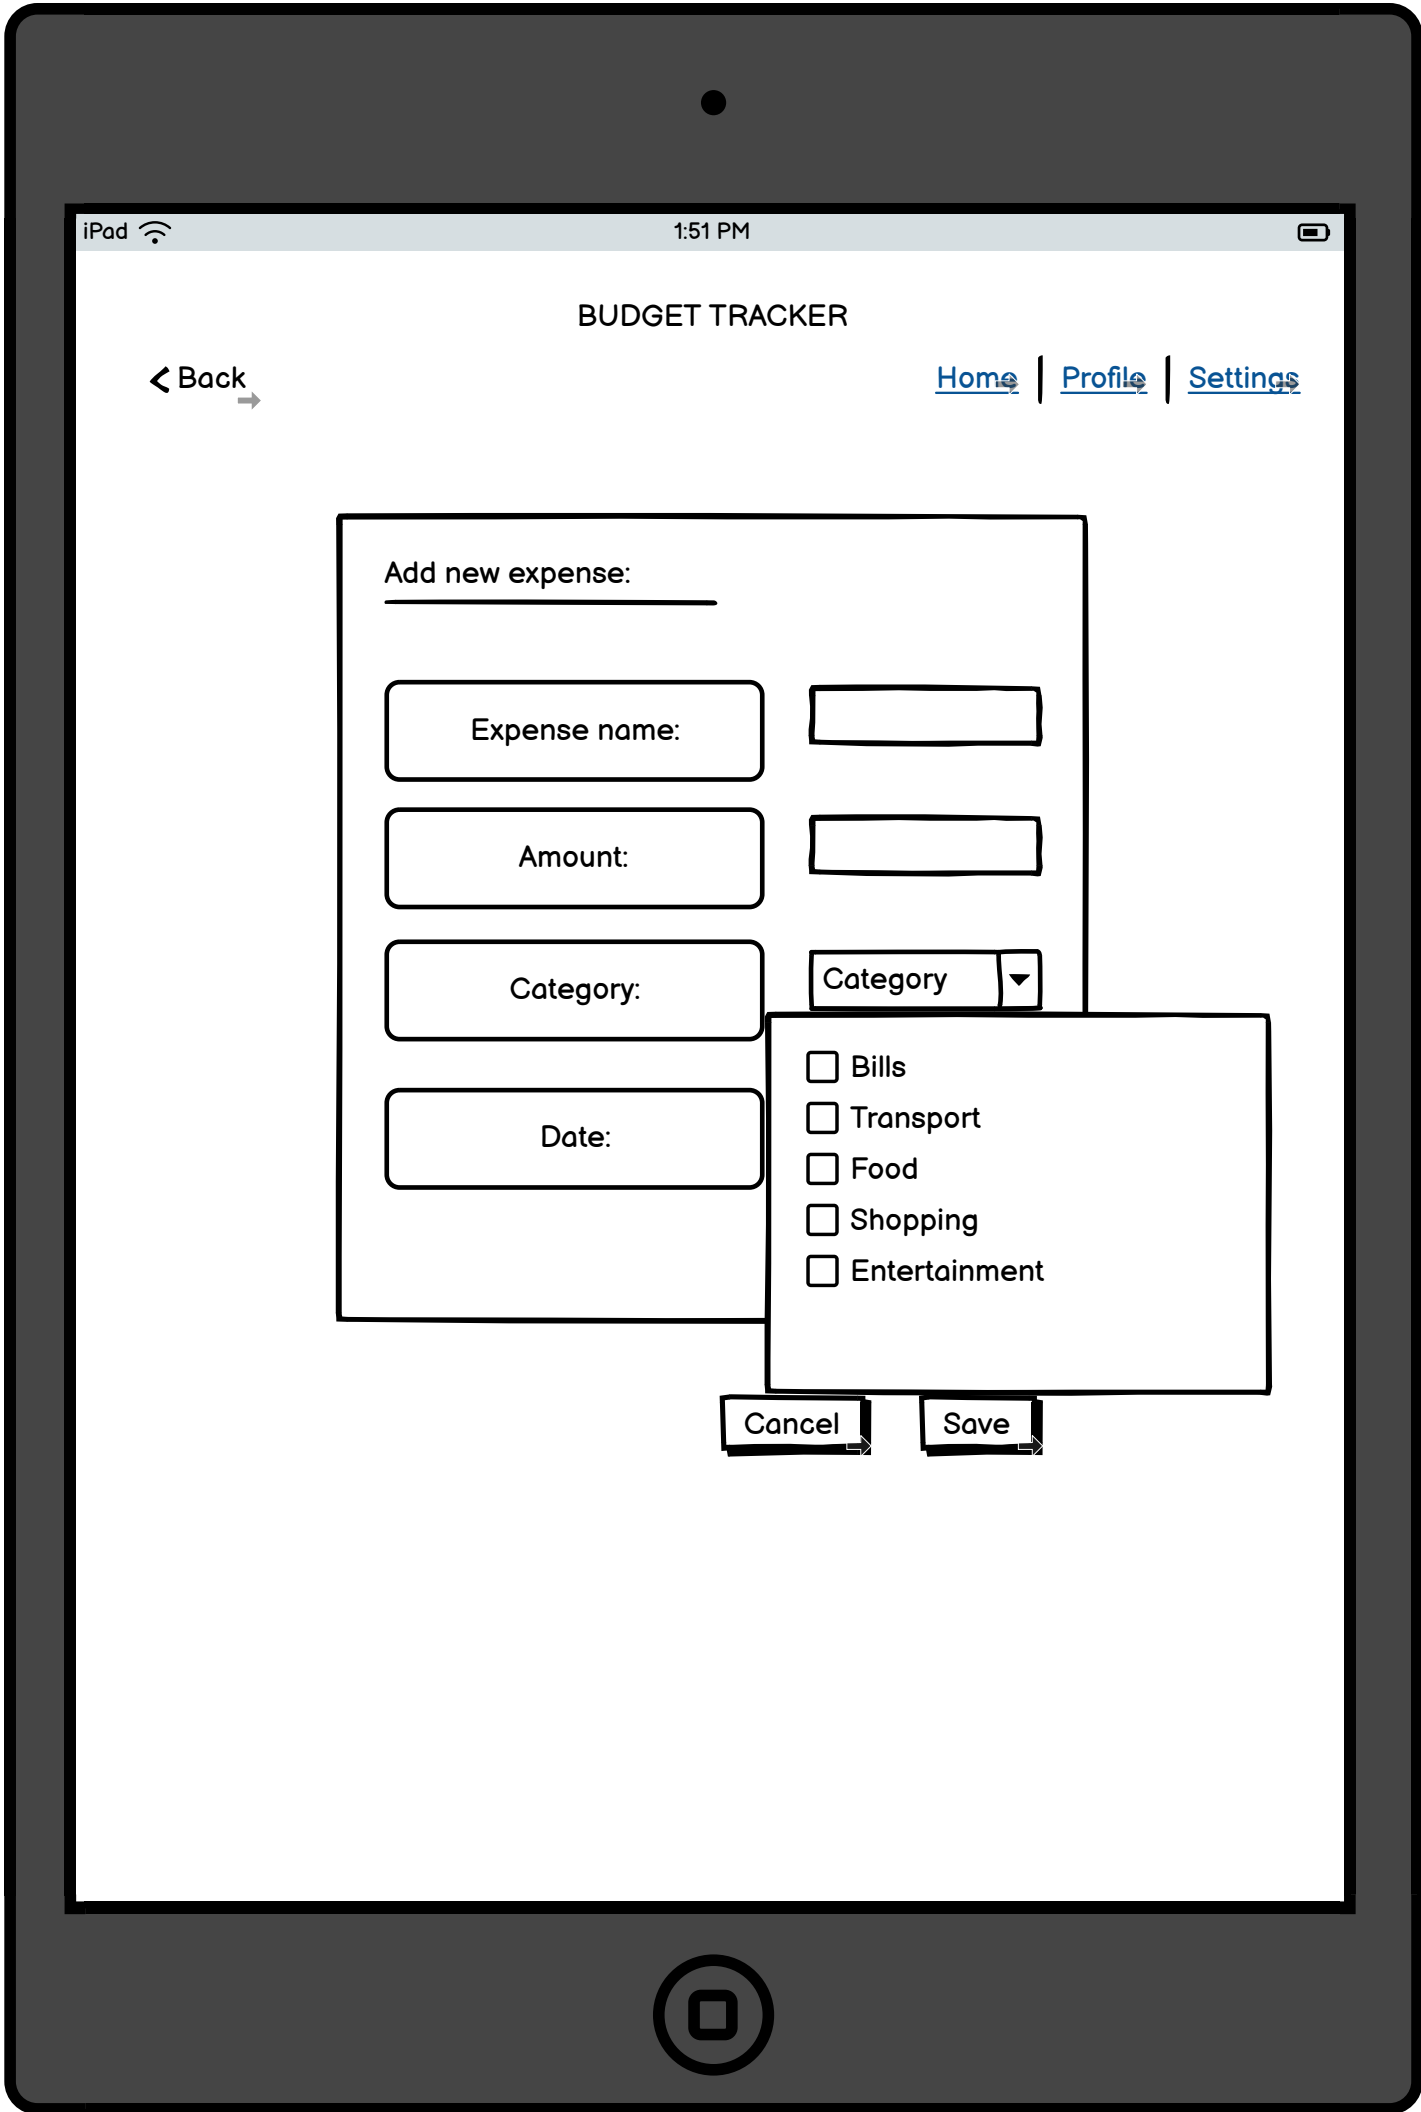 iPad 1:51 PM
BUDGET TRACKER
Back Home Profile Settings
Add new expense:
Expense name:
Amount:
Category: Category
Bills
Transport
Date:
Food
Shopping
Entertainment
Cancel Save